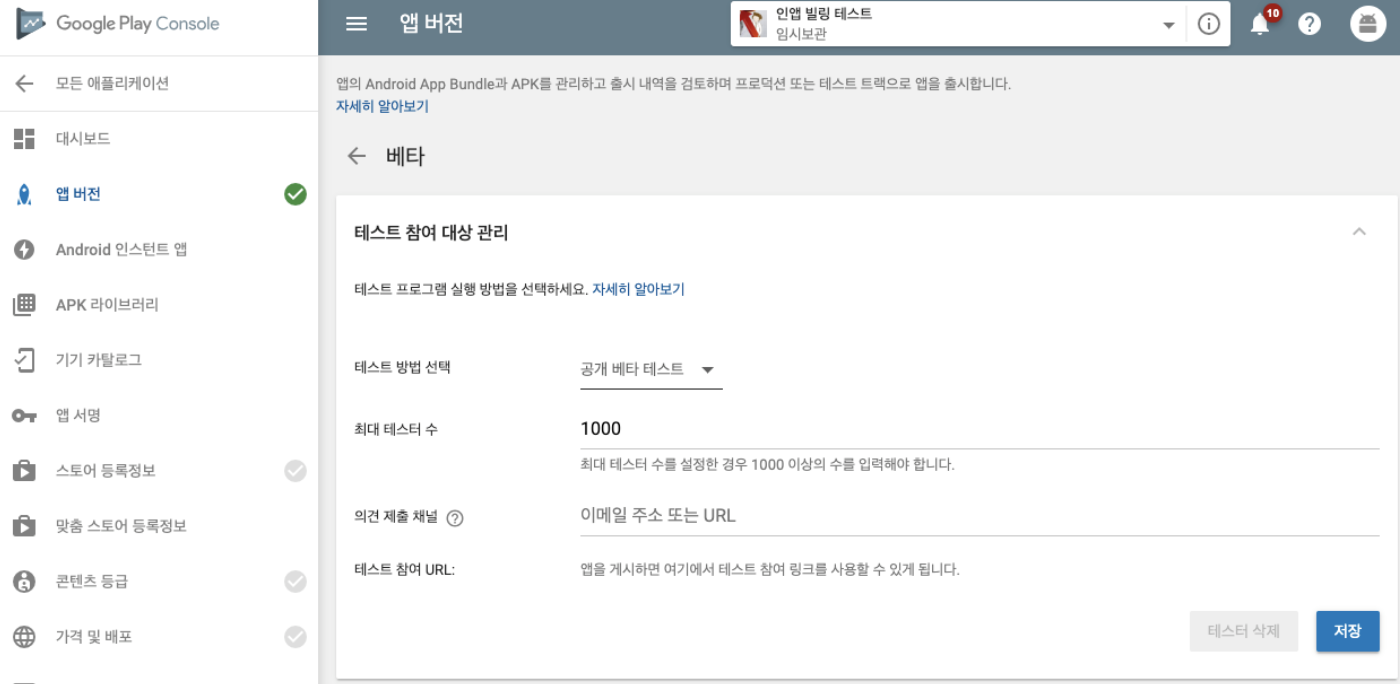 Google Play Console
앱 버전
인앱 빌링 테스트
임시보관
10
모든 애플리케이션
대시보드
앱 버전
Android 인스턴트 앱
APK 라이브러리
기기 카탈로그
앱 서명
스토어 등록정보
맞춤 스토어 등록정보
콘텐츠 등급
가격 및 배포
앱의 Android App Bundle과 APK를 관리하고 출시 내역을 검토하며 프로덕션 또는 테스트 트랙으로 앱을 출시합니다.
자세히 알아보기
베타
테스트 참여 대상 관리
테스트 프로그램 실행 방법을 선택하세요. 자세히 알아보기
테스트 방법 선택 공개 베타 테스트
최대 테스터 수 1000
최대 테스터 수를 설정한 경우 1000 이상의 수를 입력해야 합니다.
의견 제출 채널 이메일 주소 또는 URL
테스트 참여 URL: 앱을 게시하면 여기에서 테스트 참여 링크를 사용할 수 있게 됩니다.
테스터 삭제 저장